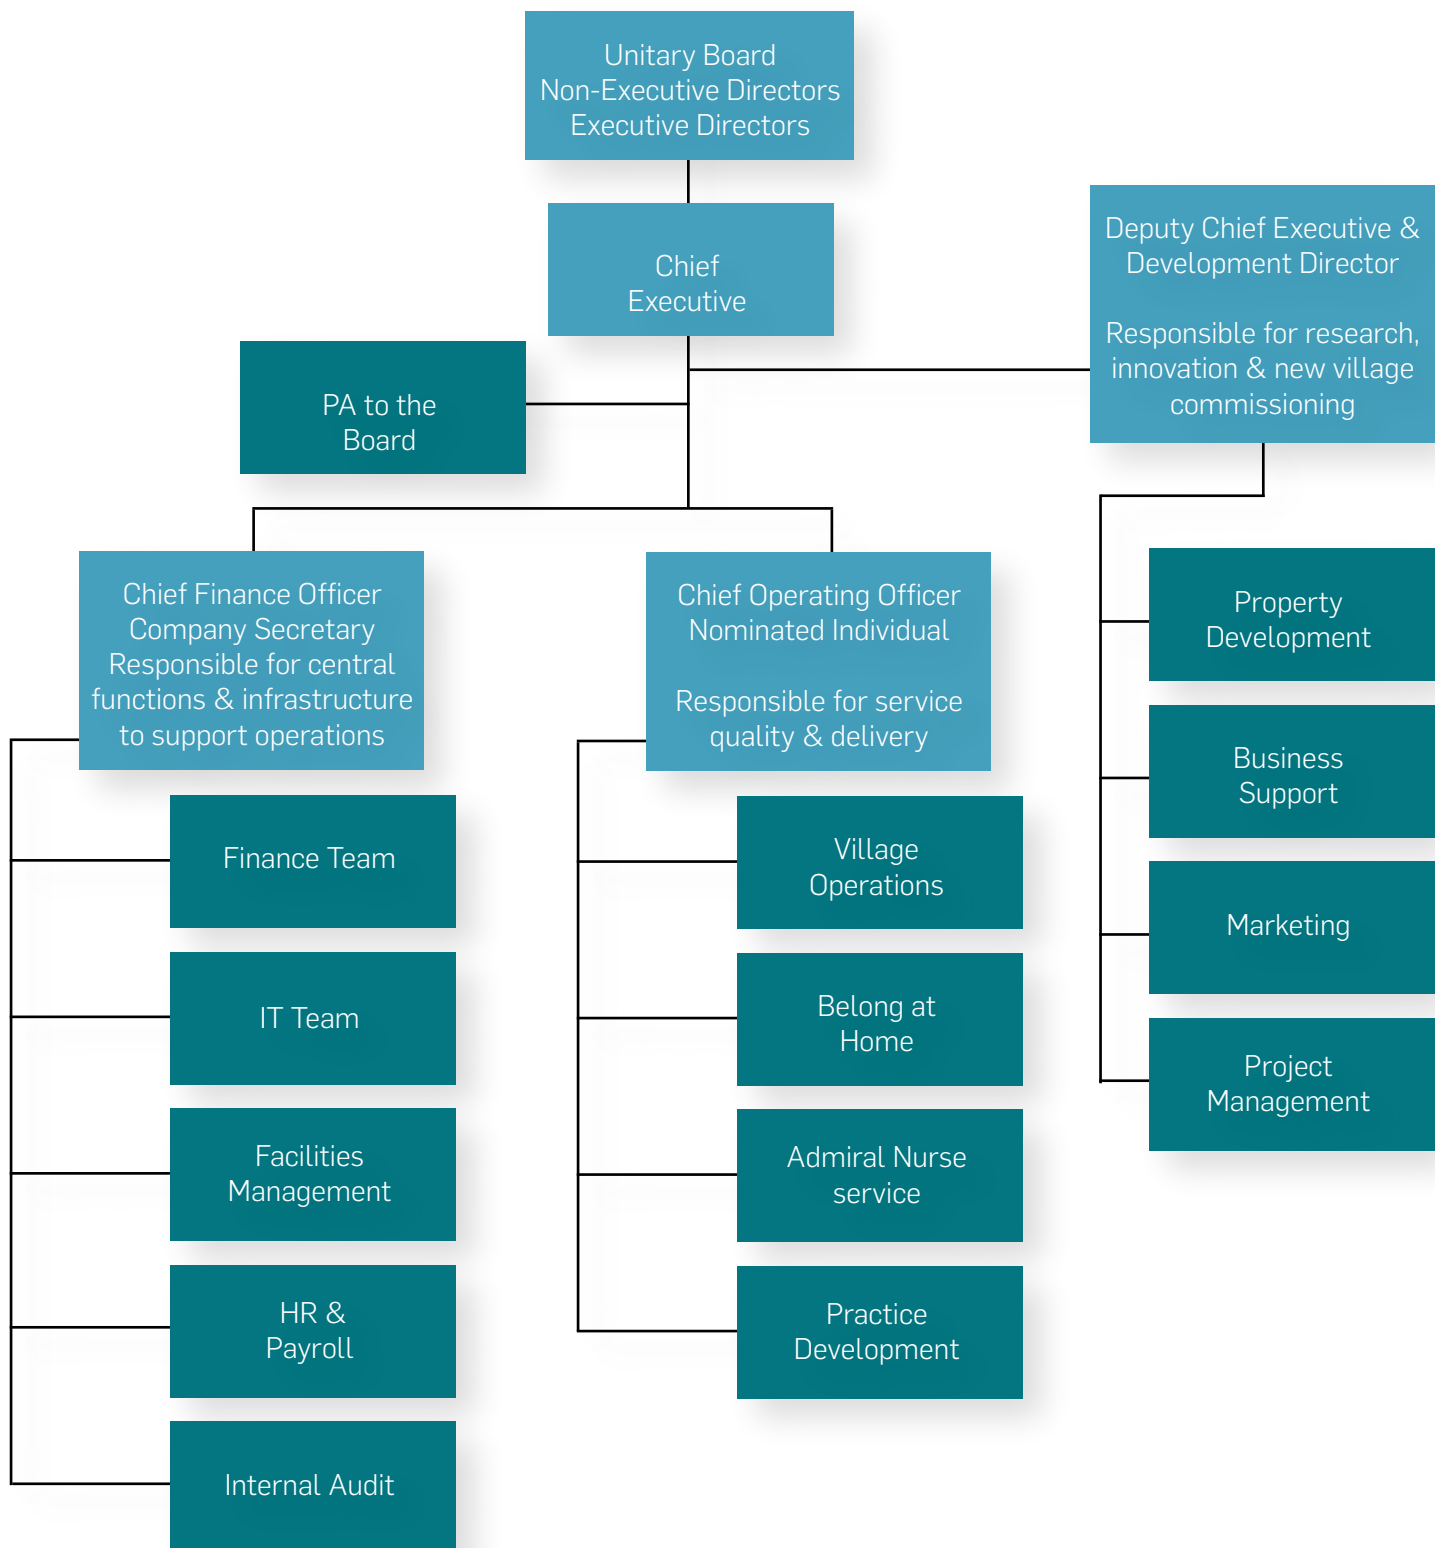 Unitary Board
Non-Executive Directors
Executive Directors
Chief
Executive
Deputy Chief Executive &
Development Director
Responsible for research,
innovation & new village
commissioning
PA to the
Board
Chief Finance Officer
Company Secretary
Responsible for central
functions & infrastructure
to support operations
Finance Team
IT Team
Facilities
Management
HR &
Payroll
Internal Audit
Chief Operating Officer
Nominated Individual
Responsible for service
quality & delivery
Village
Operations
Belong at
Home
Admiral Nurse
service
Practice
Development
Property
Development
Business
Support
Marketing
Project
Management